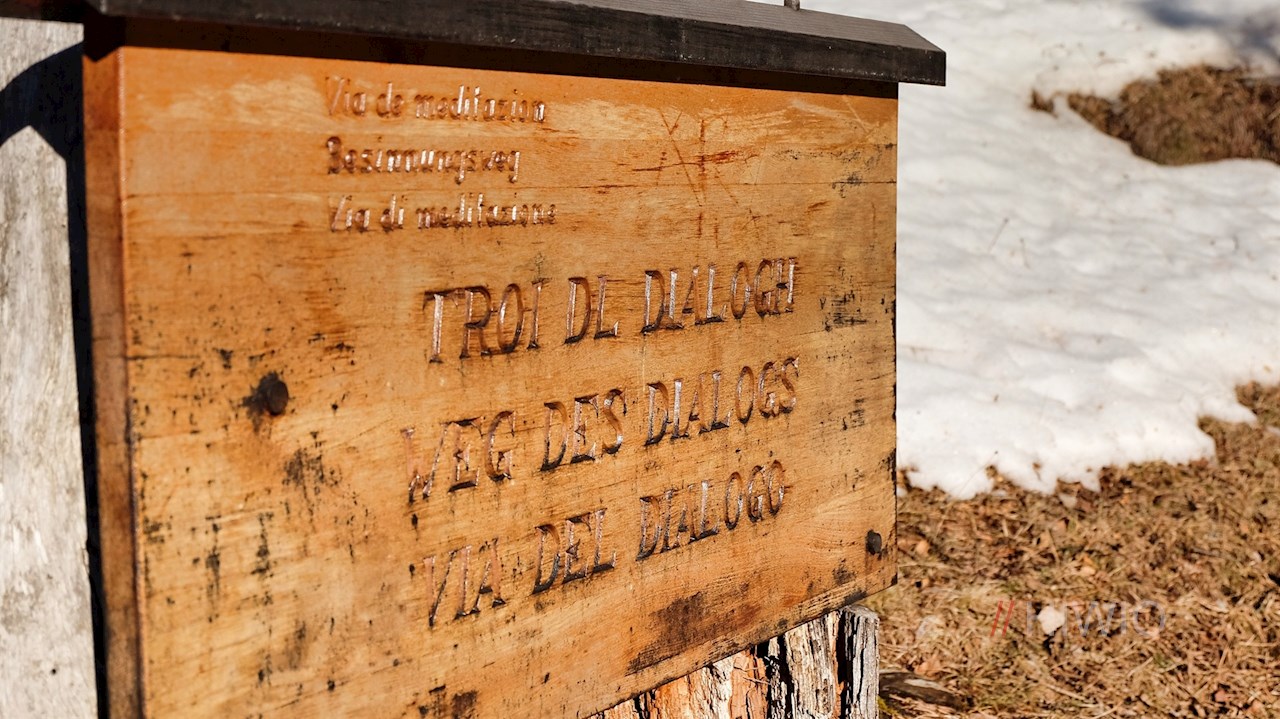 Via de meditazion
Besinnungsweg
Via di meditazione
TROI DL DIALOGH
WEG DES DIALOGS
VIA DEL DIALOGO